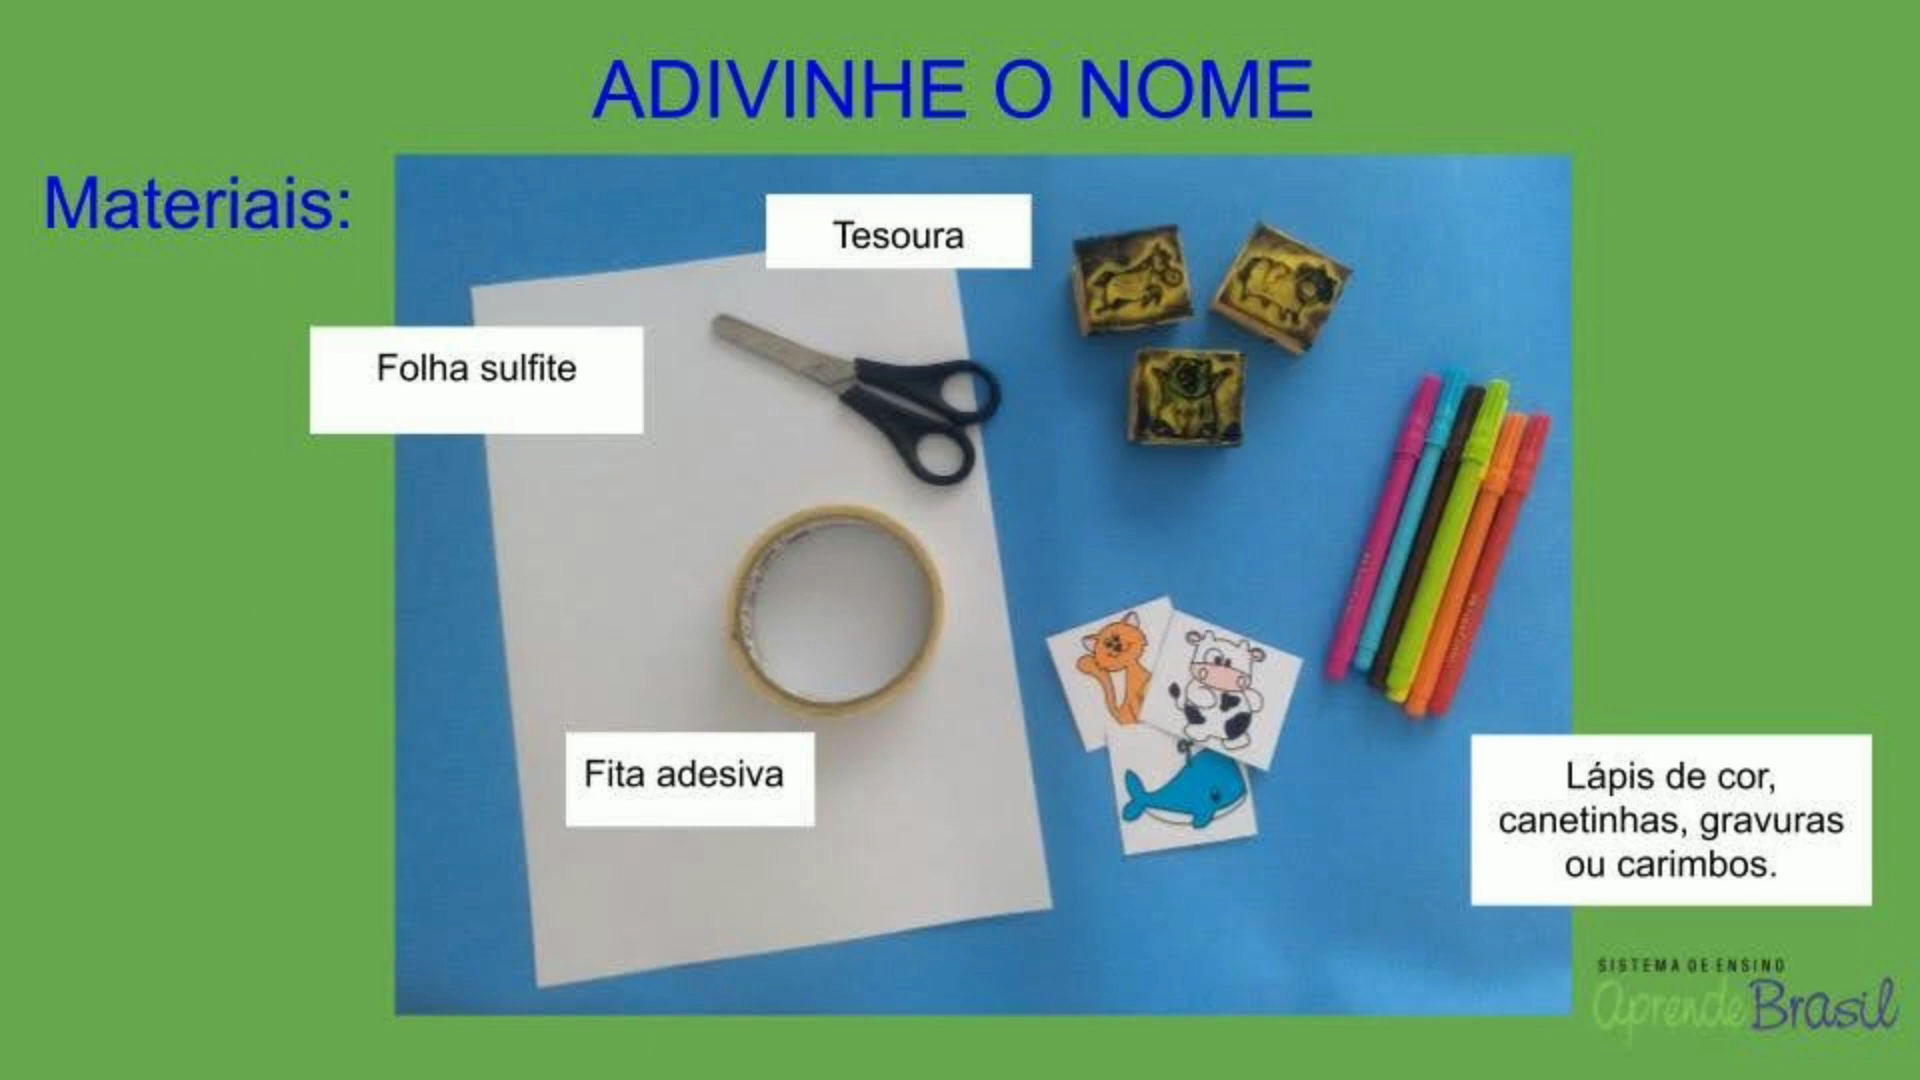 ADIVINHE O NOME
Materiais:
Tesoura
Folha sulfite
Fita adesiva
Lápis de cor,
canetinhas, gravuras
ou carimbos.
SISTEMA DE ENSINO
aprende Brasil